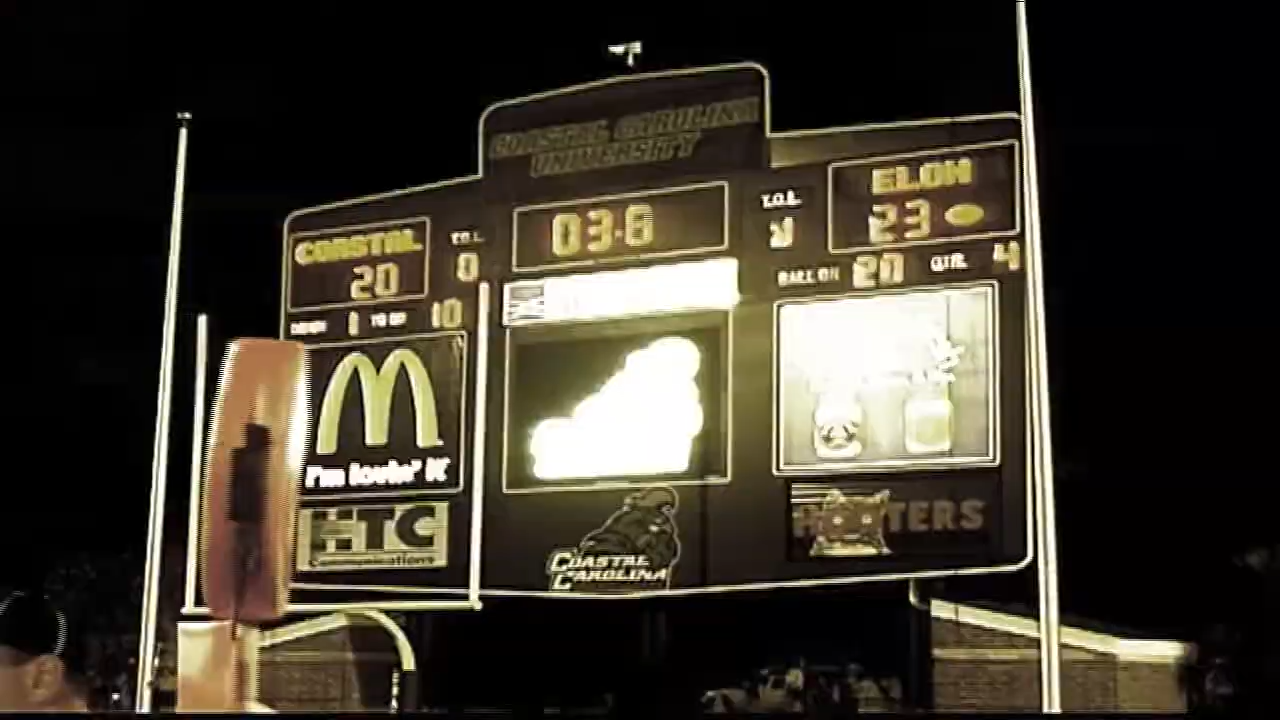 COASTAL CAROLINA
UNIVERSITY
COASTAL
20
T.O.L.
0
03.6
T.O.L.
ELON
23
DOWN 1 TO GO 10
BALL ON 20 QTR. 4
M
i'm lovin' it
HTC
Communications
COASTAL
CAROLINA
HOOTERS